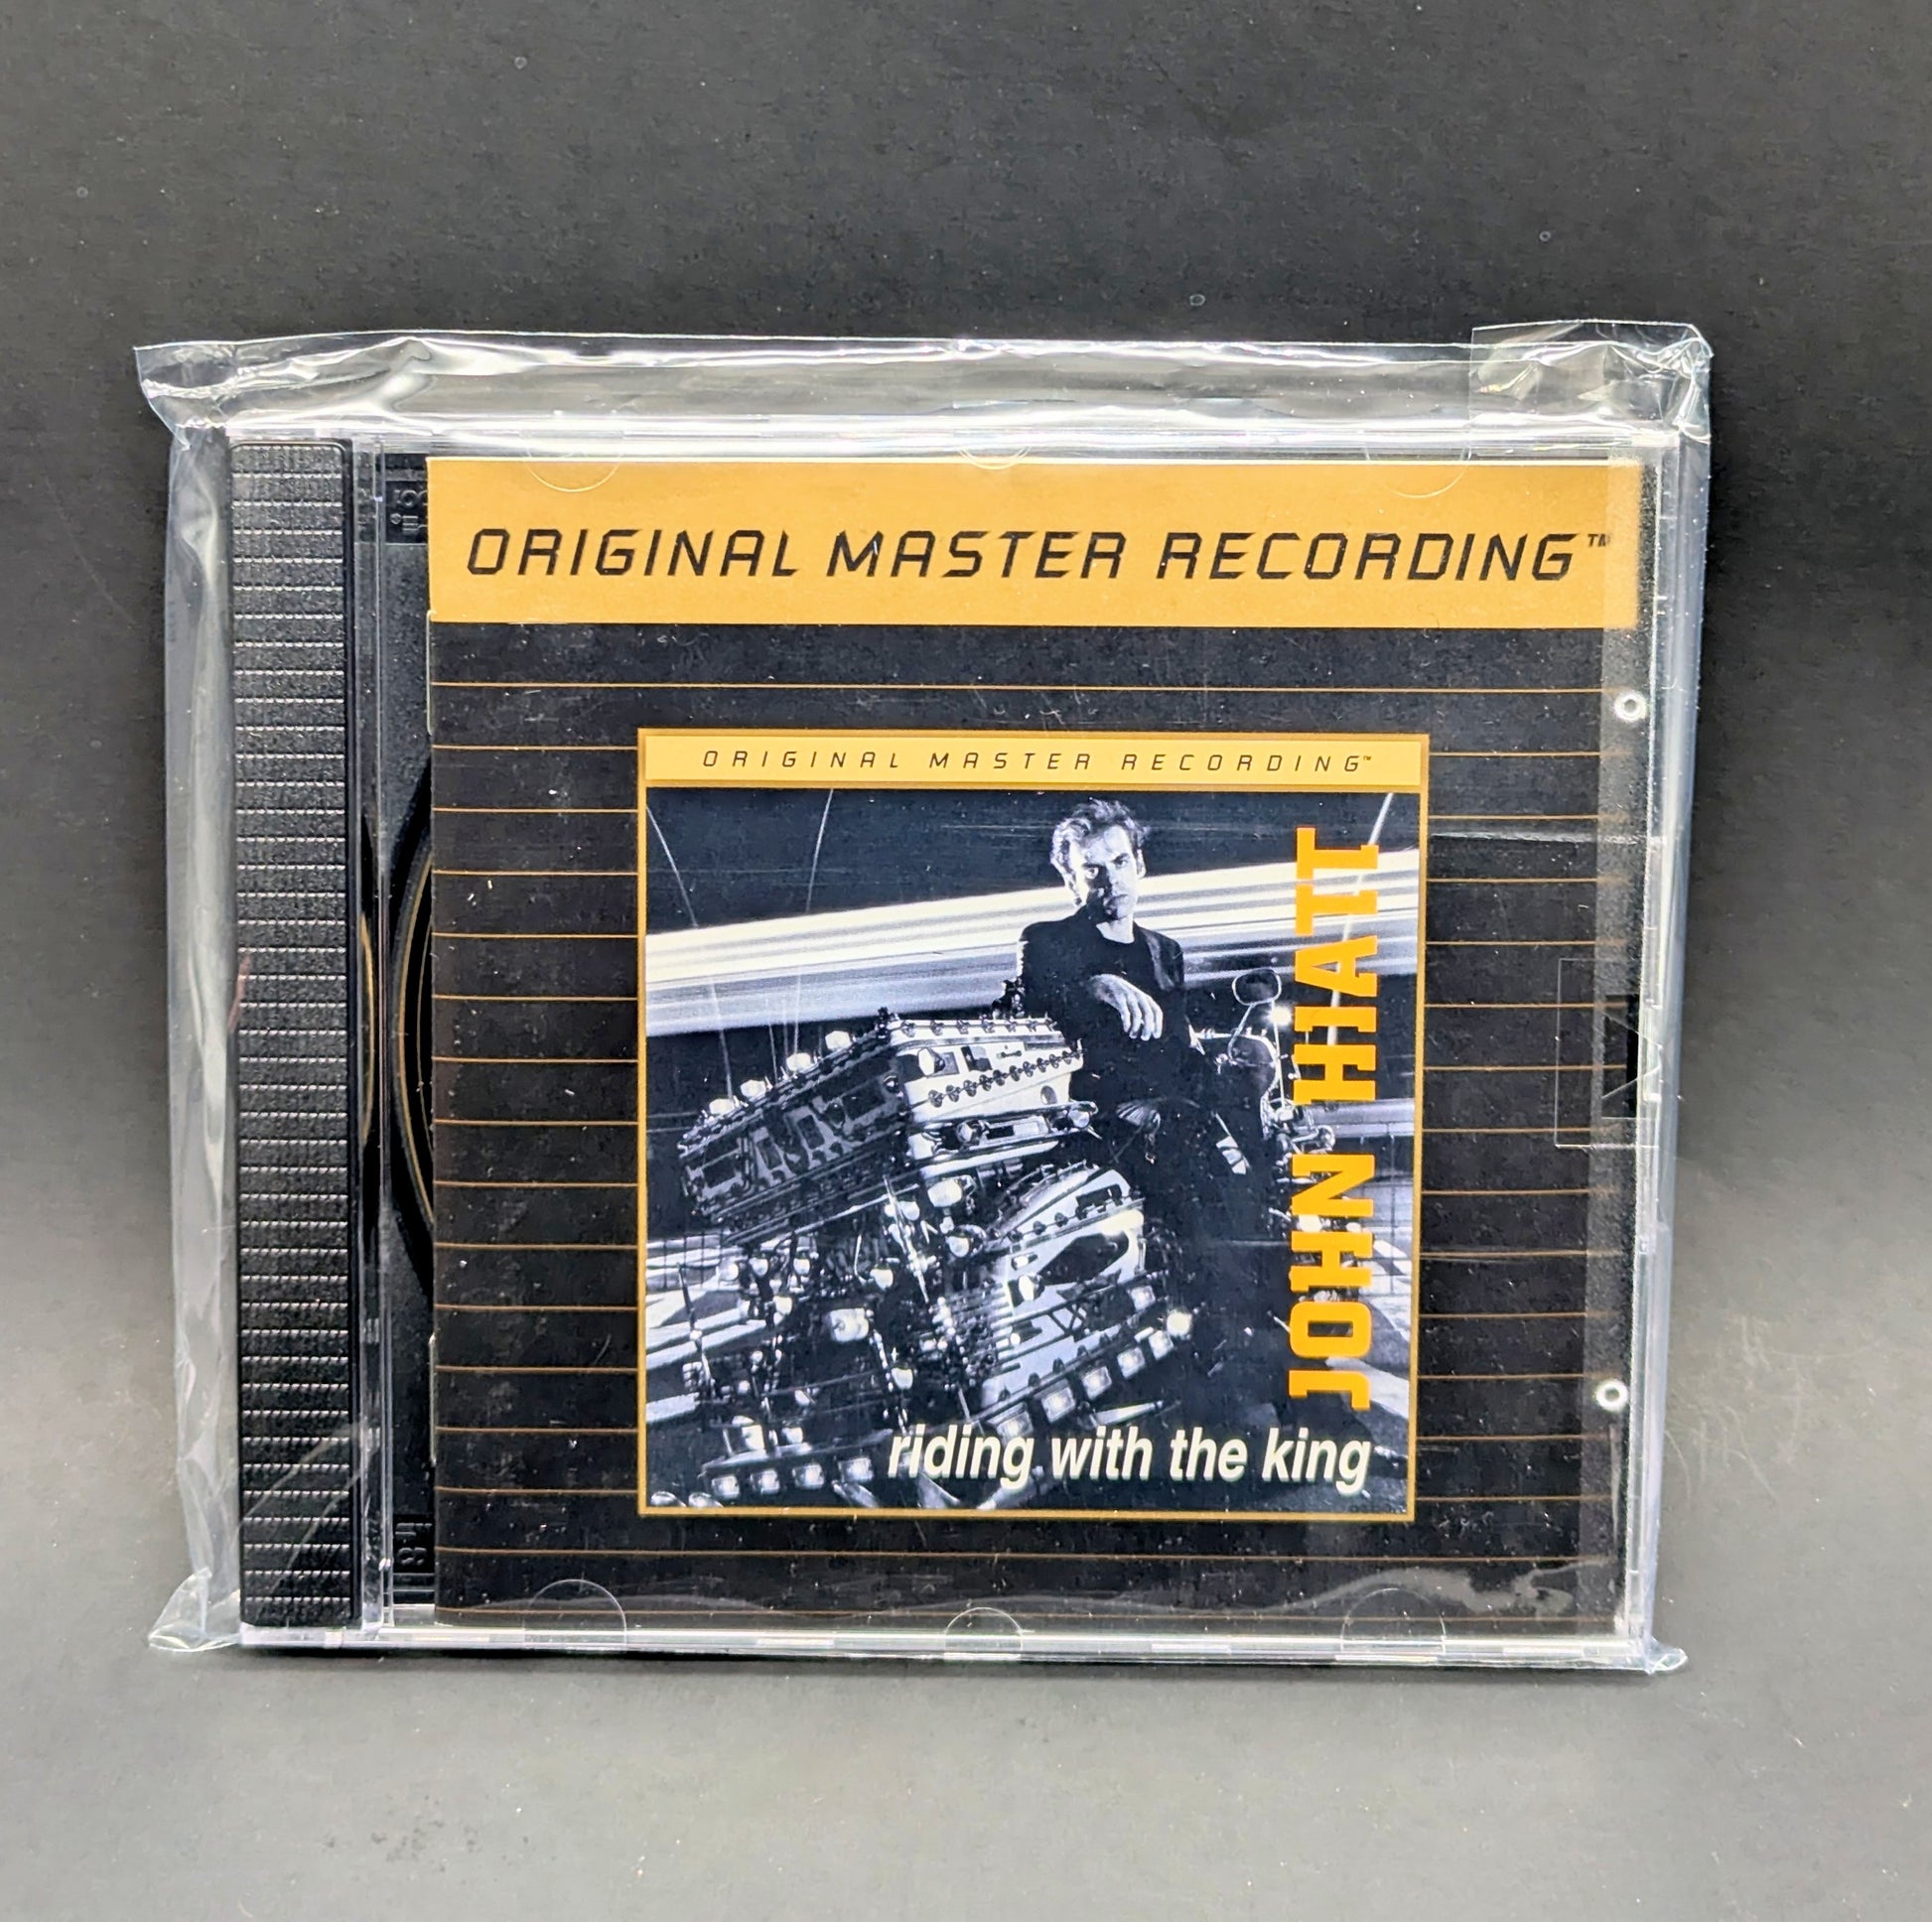 ORIGINAL MASTER RECORDING™
ORIGINAL MASTER RECORDING™
JOHN HIATT
riding with the king